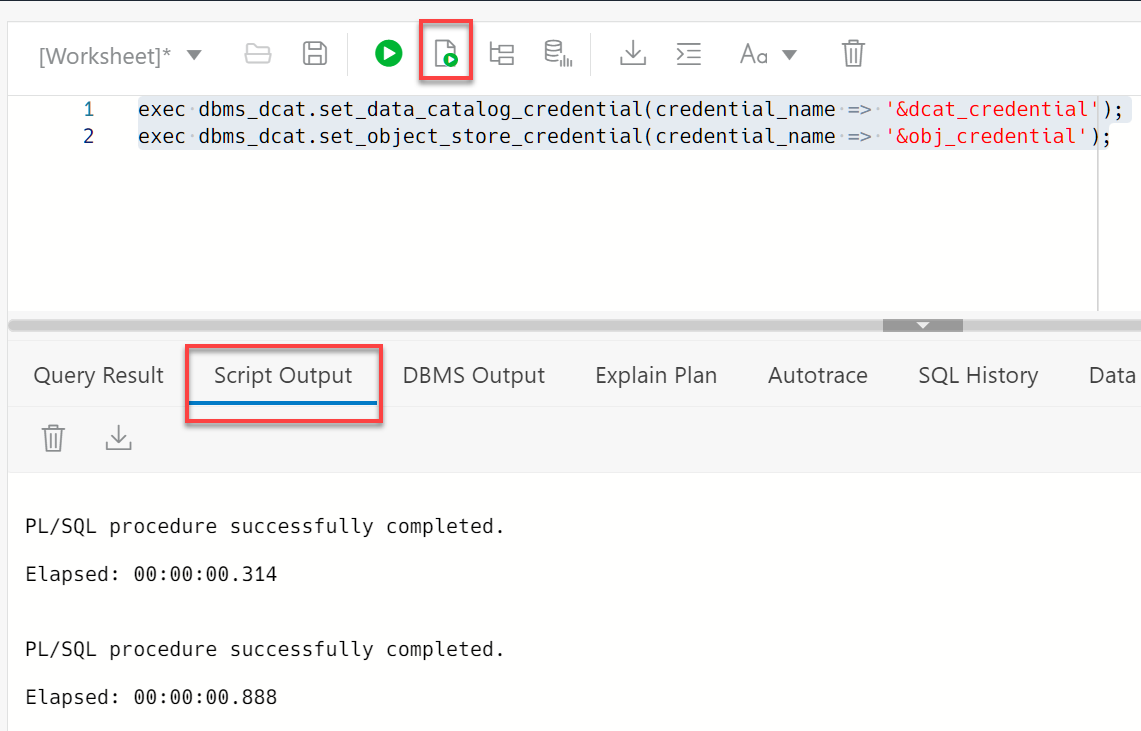 [Worksheet]*
Aa
1 exec dbms_dcat.set_data_catalog_credential(credential_name => '&dcat_credential');
2 exec dbms_dcat.set_object_store_credential(credential_name => '&obj_credential');
Query Result Script Output DBMS Output Explain Plan Autotrace SQL History Data
PL/SQL procedure successfully completed.
Elapsed: 00:00:00.314
PL/SQL procedure successfully completed.
Elapsed: 00:00:00.888